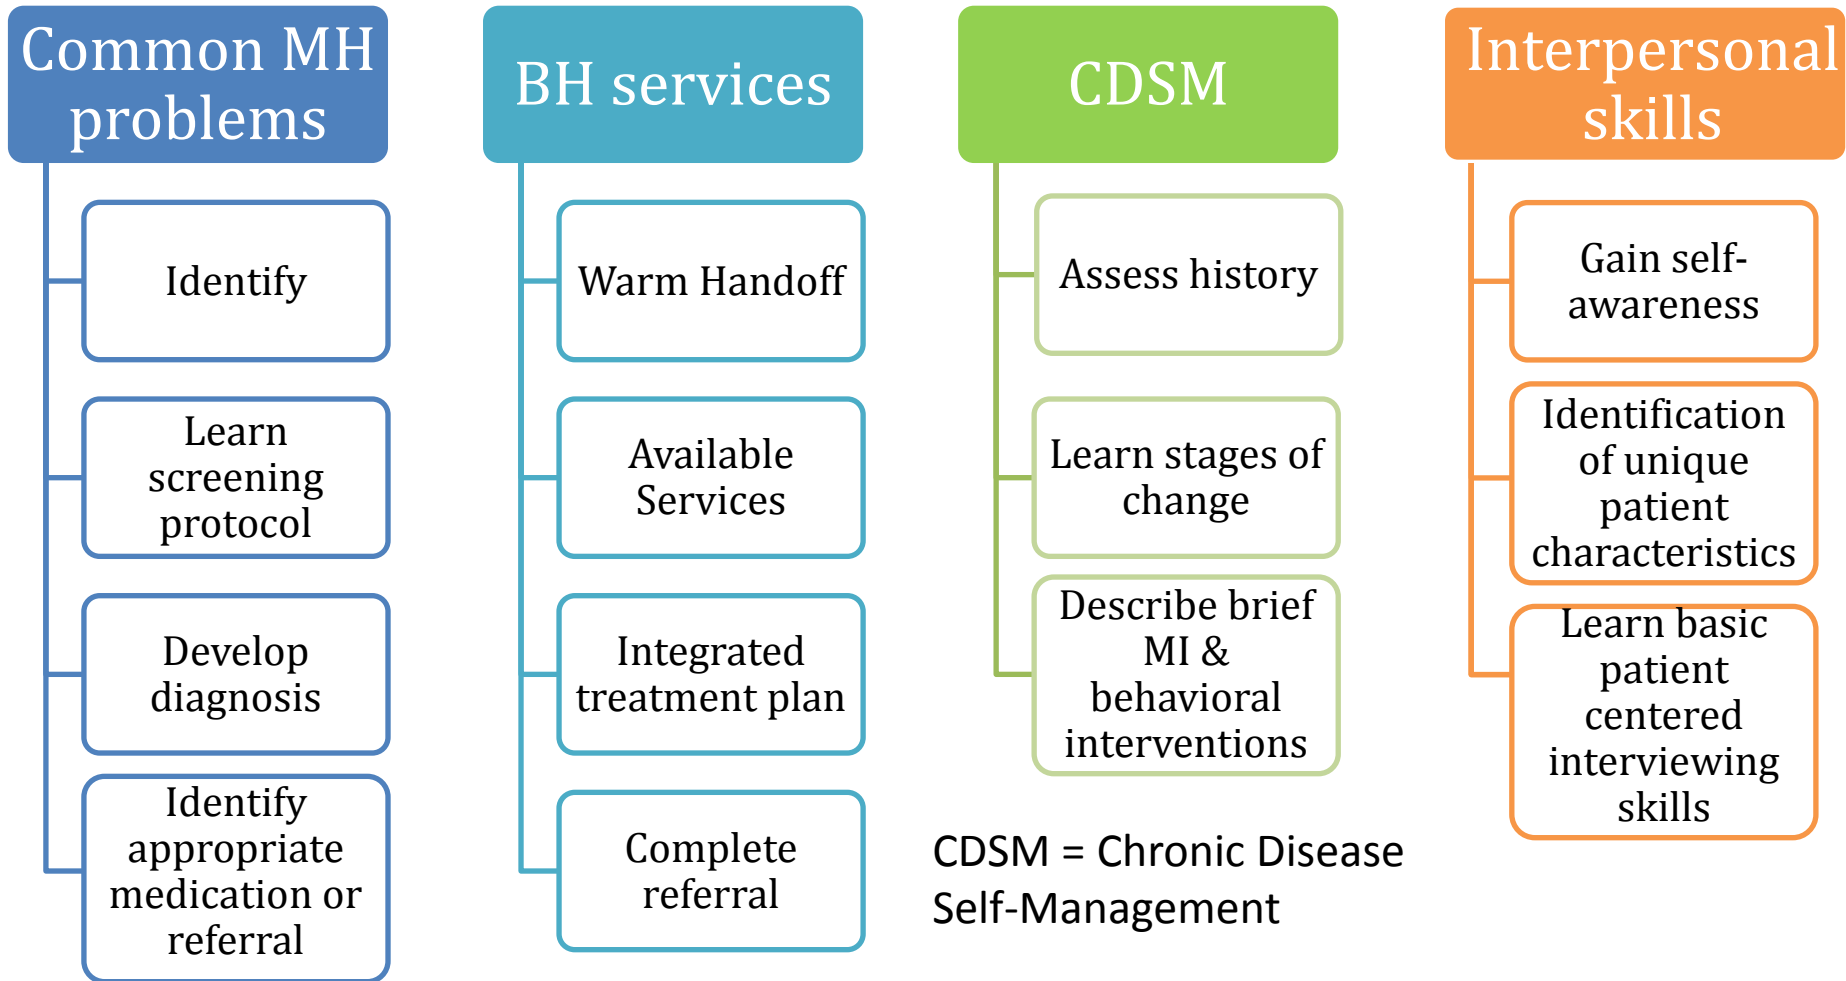 Common MH
problems
Identify
Learn
screening
protocol
Develop
diagnosis
Identify
appropriate
medication or
referral
BH services
Warm Handoff
Available
Services
Integrated
treatment plan
Complete
referral
CDSM
Assess history
Learn stages of
change
Describe brief
MI &
behavioral
interventions
CDSM = Chronic Disease
Self-Management
Interpersonal
skills
Gain self-
awareness
Identification
of unique
patient
characteristics
Learn basic
patient
centered
interviewing
skills